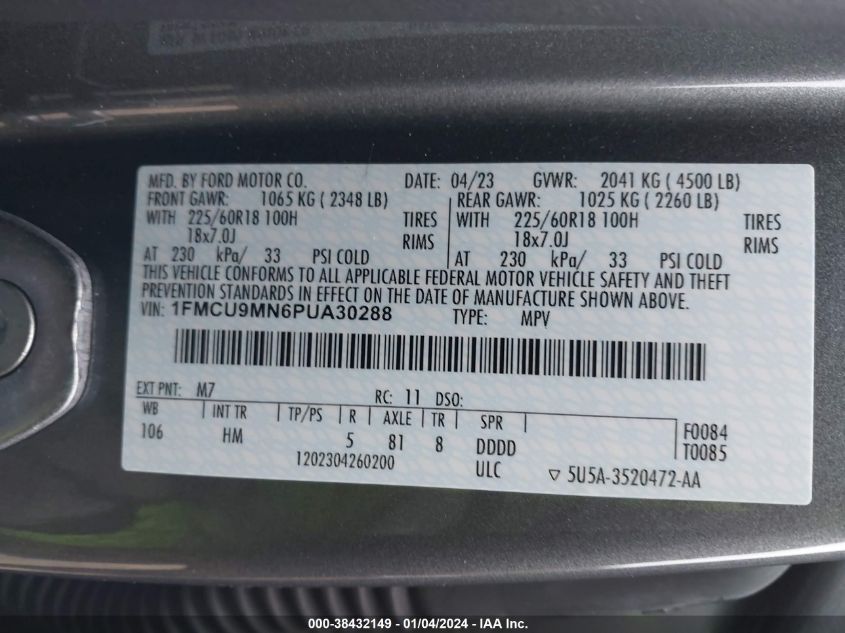 MFD. BY FORD MOTOR CO. DATE: 04/23 GVWR: 2041 KG ( 4500 LB)
FRONT GAWR: 1065 KG ( 2348 LB) REAR GAWR: 1025 KG ( 2260 LB)
WITH 225/60R18 100H TIRES WITH 225/60R18 100H TIRES
18x7.0J RIMS 18x7.0J RIMS
AT 230 kPa/ 33 PSI COLD AT 230 kPa/ 33 PSI COLD
THIS VEHICLE CONFORMS TO ALL APPLICABLE FEDERAL MOTOR VEHICLE SAFETY AND THEFT
PREVENTION STANDARDS IN EFFECT ON THE DATE OF MANUFACTURE SHOWN ABOVE.
VIN: 1FMCU9MN6PUA30288 TYPE: MPV
EXT PNT: M7 RC: 11 DSO:
WB INT TR TP/PS R AXLE TR SPR
106 HM 5 81 8 DDDD F0084
1202304260200 ULC T0085
▽ 5U5A-3520472-AA
000-38432149 - 01/04/2024 - IAA Inc.